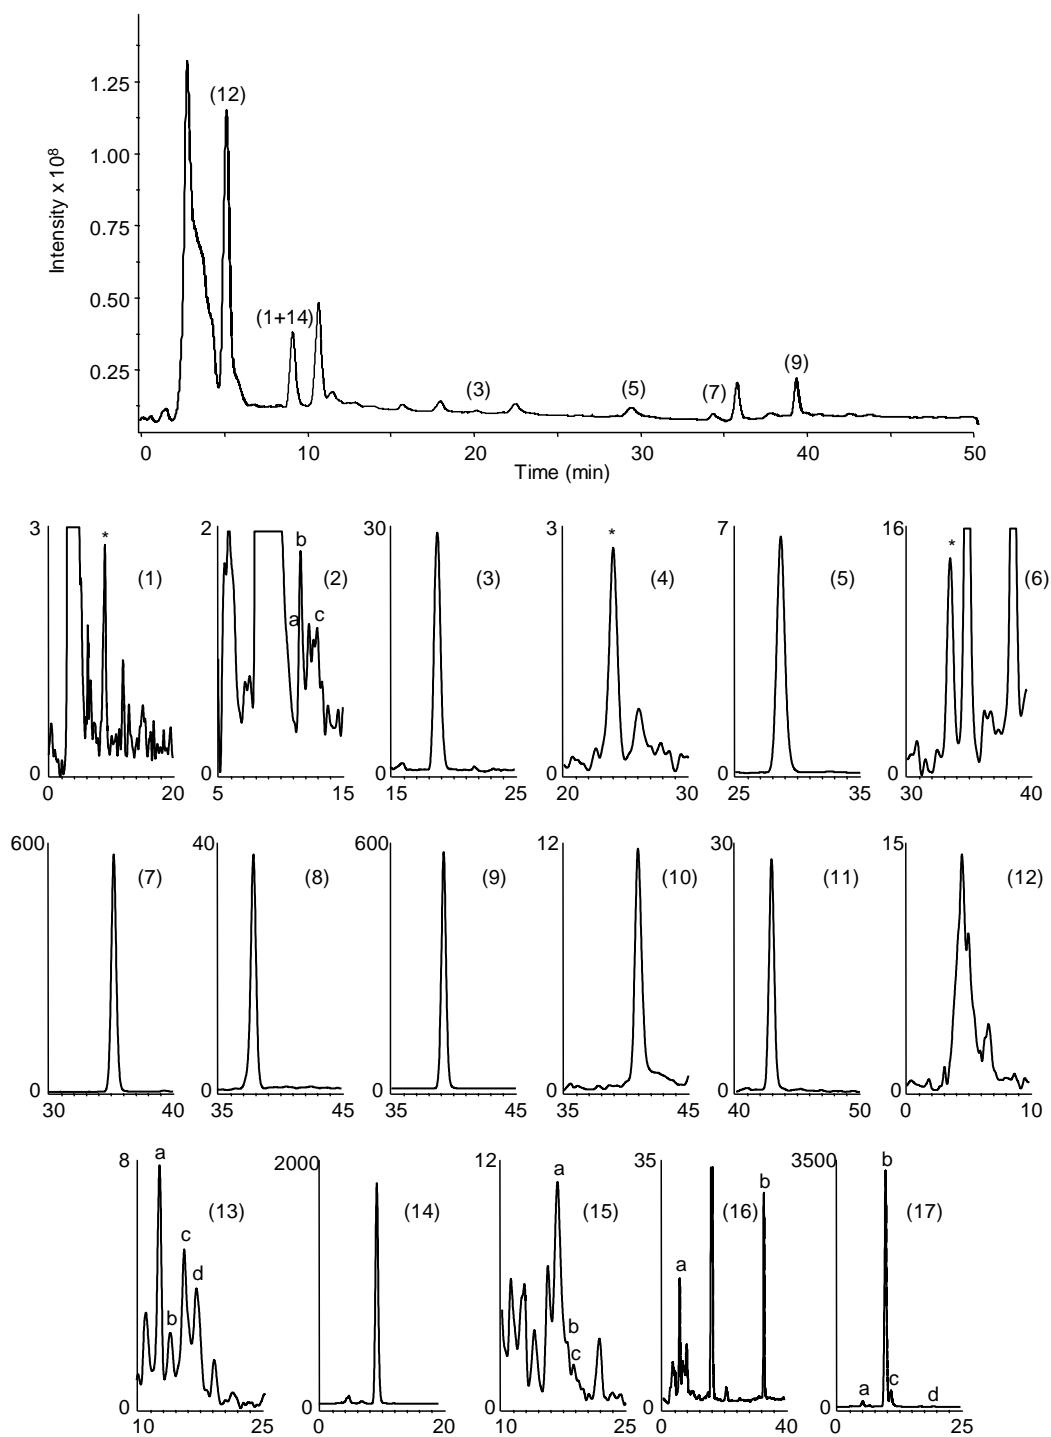 1.25
(12)
1.00
0.75
0.50
(1+14)
0.25
(3)
(5)
(7)
(9)
Intensity x 10⁸
0 10 20 30 40 50
Time (min)
3 * (1) 0
0 20
2 a b c (2) 0
5 15
30 (3) 0
15 25
3 * (4) 0
20 30
7 (5) 0
25 35
16 * (6) 0
30 40
600 (7) 0
30 40
40 (8) 0
35 45
600 (9) 0
35 45
12 (10) 0
35 45
30 (11) 0
40 50
15 (12) 0
0 10
8 a b c d (13) 0
10 25
2000 (14) 0
0 20
12 a b c (15) 0
10 25
35 a b (16) 0
0 40
3500 a b c d (17) 0
0 25